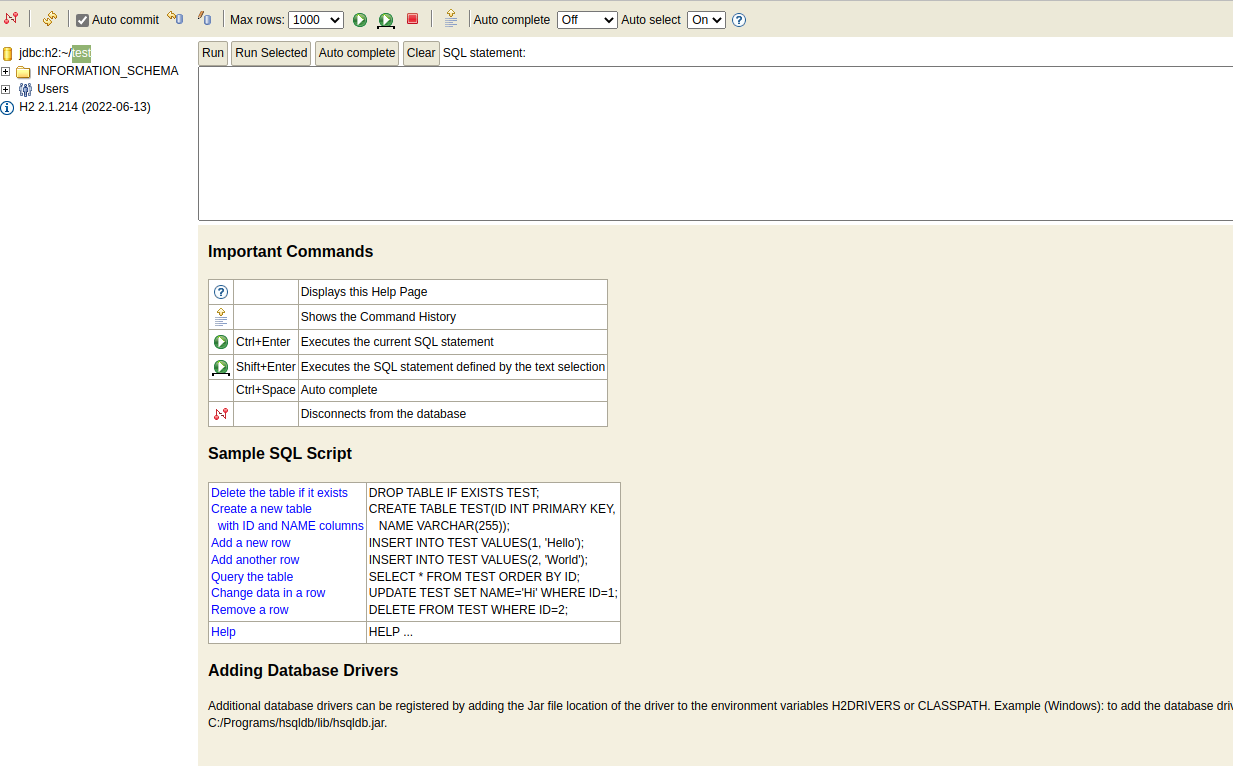 Auto commit Max rows: 1000 Auto complete Off Auto select On
jdbc:h2:~/test
INFORMATION_SCHEMA
Users
H2 2.1.214 (2022-06-13)
Run Run Selected Auto complete Clear SQL statement:
Important Commands
Displays this Help Page
Shows the Command History
Ctrl+Enter Executes the current SQL statement
Shift+Enter Executes the SQL statement defined by the text selection
Ctrl+Space Auto complete
Disconnects from the database
Sample SQL Script
Delete the table if it exists DROP TABLE IF EXISTS TEST;
Create a new table CREATE TABLE TEST(ID INT PRIMARY KEY,
with ID and NAME columns NAME VARCHAR(255));
Add a new row INSERT INTO TEST VALUES(1, 'Hello');
Add another row INSERT INTO TEST VALUES(2, 'World');
Query the table SELECT * FROM TEST ORDER BY ID;
Change data in a row UPDATE TEST SET NAME='Hi' WHERE ID=1;
Remove a row DELETE FROM TEST WHERE ID=2;
Help HELP ...
Adding Database Drivers
Additional database drivers can be registered by adding the Jar file location of the driver to the environment variables H2DRIVERS or CLASSPATH. Example (Windows): to add the database
C:/Programs/hsqldb/lib/hsqldb.jar.